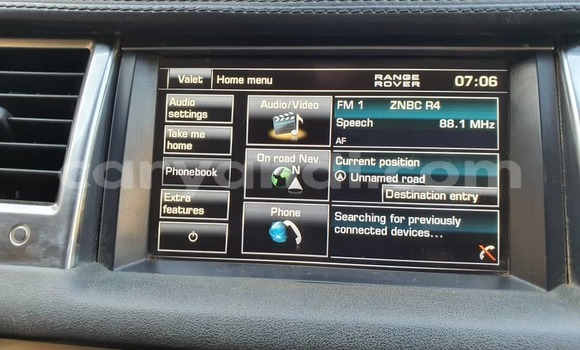 Valet Home menu RANGE ROVER 07:06
Audio settings
Take me home
Phonebook
Extra features
Audio/Video
On road Nav
N
Phone
FM 1 ZNBC R4
Speech 88.1 MHz
AF
Current position
Unnamed road
Destination entry
Searching for previously
connected devices...